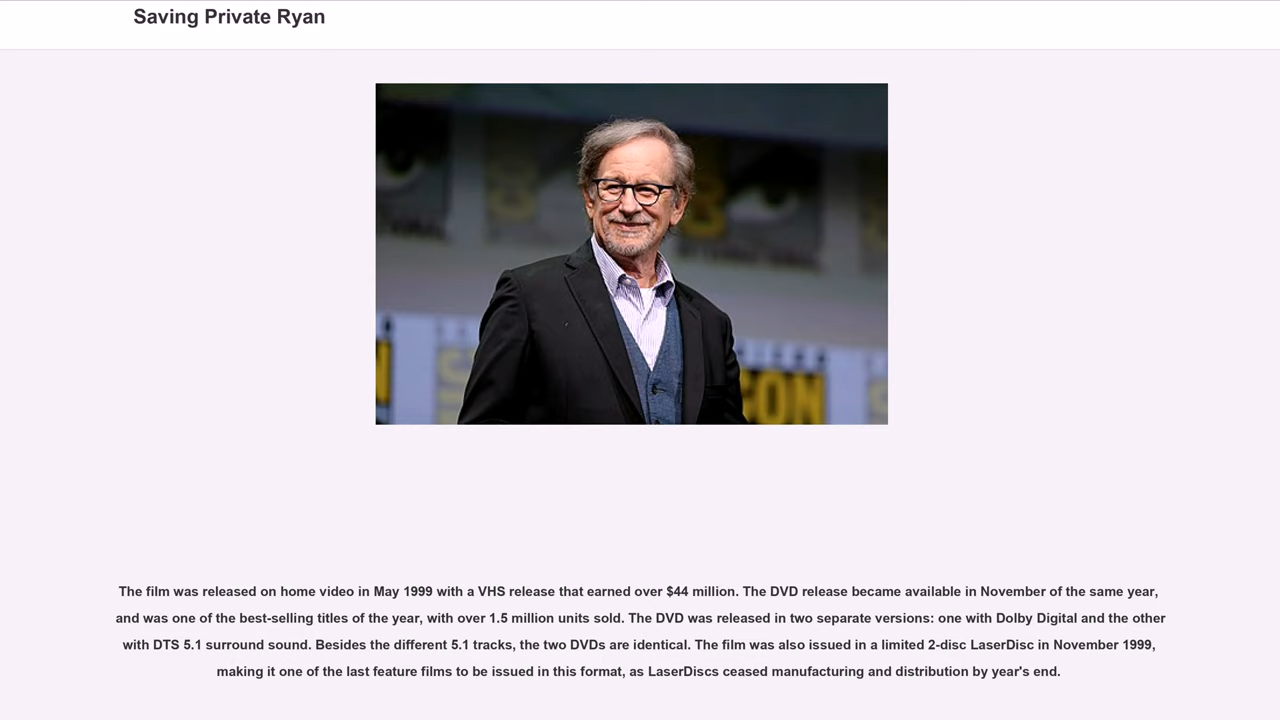 Saving Private Ryan
CON
The film was released on home video in May 1999 with a VHS release that earned over $44 million. The DVD release became available in November of the same year,
and was one of the best-selling titles of the year, with over 1.5 million units sold. The DVD was released in two separate versions: one with Dolby Digital and the other
with DTS 5.1 surround sound. Besides the different 5.1 tracks, the two DVDs are identical. The film was also issued in a limited 2-disc LaserDisc in November 1999,
making it one of the last feature films to be issued in this format, as LaserDiscs ceased manufacturing and distribution by year's end.